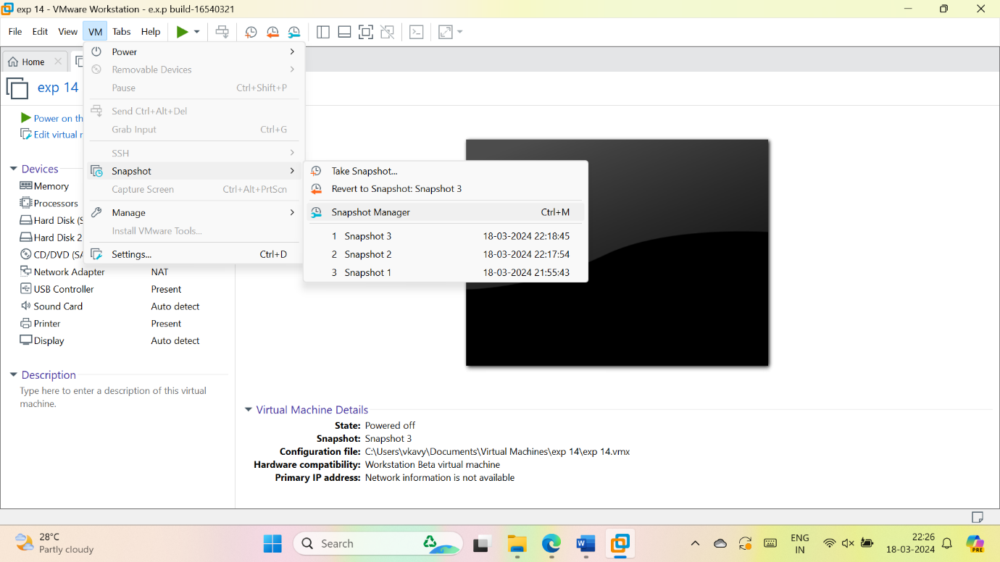 exp 14 - VMware Workstation - e.x.p build-16540321
File Edit View VM Tabs Help
Home
exp 14
Power on th
Edit virtual r
Devices
Memory
Processors
Hard Disk (S
Hard Disk 2
CD/DVD (SA
Network Adapter NAT
USB Controller Present
Sound Card Auto detect
Printer Present
Display Auto detect
Description
Type here to enter a description of this virtual
machine.
Power
Removable Devices
Pause Ctrl+Shift+P
Send Ctrl+Alt+Del
Grab Input Ctrl+G
SSH
Snapshot
Capture Screen Ctrl+Alt+PrtScn
Manage
Install VMware Tools...
Settings... Ctrl+D
Take Snapshot...
Revert to Snapshot: Snapshot 3
Snapshot Manager Ctrl+M
1 Snapshot 3 18-03-2024 22:18:45
2 Snapshot 2 18-03-2024 22:17:54
3 Snapshot 1 18-03-2024 21:55:43
Virtual Machine Details
State: Powered off
Snapshot: Snapshot 3
Configuration file: C:\Users\vkavy\Documents\Virtual Machines\exp 14\exp 14.vmx
Hardware compatibility: Workstation Beta virtual machine
Primary IP address: Network information is not available
28°C
Partly cloudy
Search
ENG
IN
22:26
18-03-2024
PRE